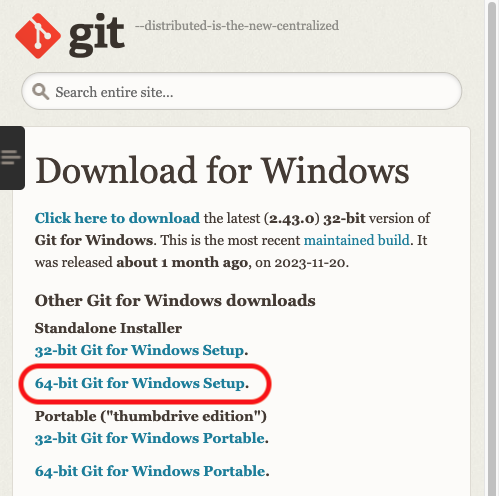 git --distributed-is-the-new-centralized
Search entire site...
Download for Windows
Click here to download the latest (2.43.0) 32-bit version of
Git for Windows. This is the most recent maintained build. It
was released about 1 month ago, on 2023-11-20.
Other Git for Windows downloads
Standalone Installer
32-bit Git for Windows Setup.
64-bit Git for Windows Setup.
Portable ("thumbdrive edition")
32-bit Git for Windows Portable.
64-bit Git for Windows Portable.